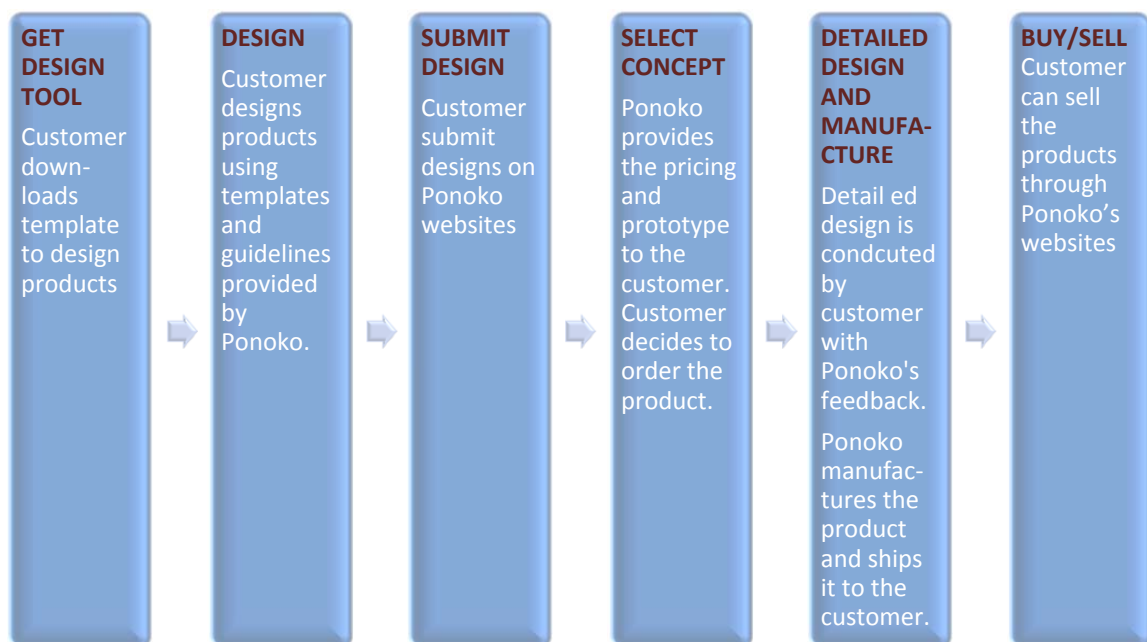 GET
DESIGN
TOOL
Customer
down-
loads
template
to design
products
DESIGN
Customer
designs
products
using
templates
and
guidelines
provided
by
Ponoko.
SUBMIT
DESIGN
Customer
submit
designs on
Ponoko
websites
SELECT
CONCEPT
Ponoko
provides
the pricing
and
prototype
to the
customer.
Customer
decides to
order the
product.
DETAILED
DESIGN
AND
MANUFA-
CTURE
Detail ed
design is
condcuted
by
customer
with
Ponoko's
feedback.
Ponoko
manufac-
tures the
product
and ships
it to the
customer.
BUY/SELL
Customer
can sell
the
products
through
Ponoko’s
websites